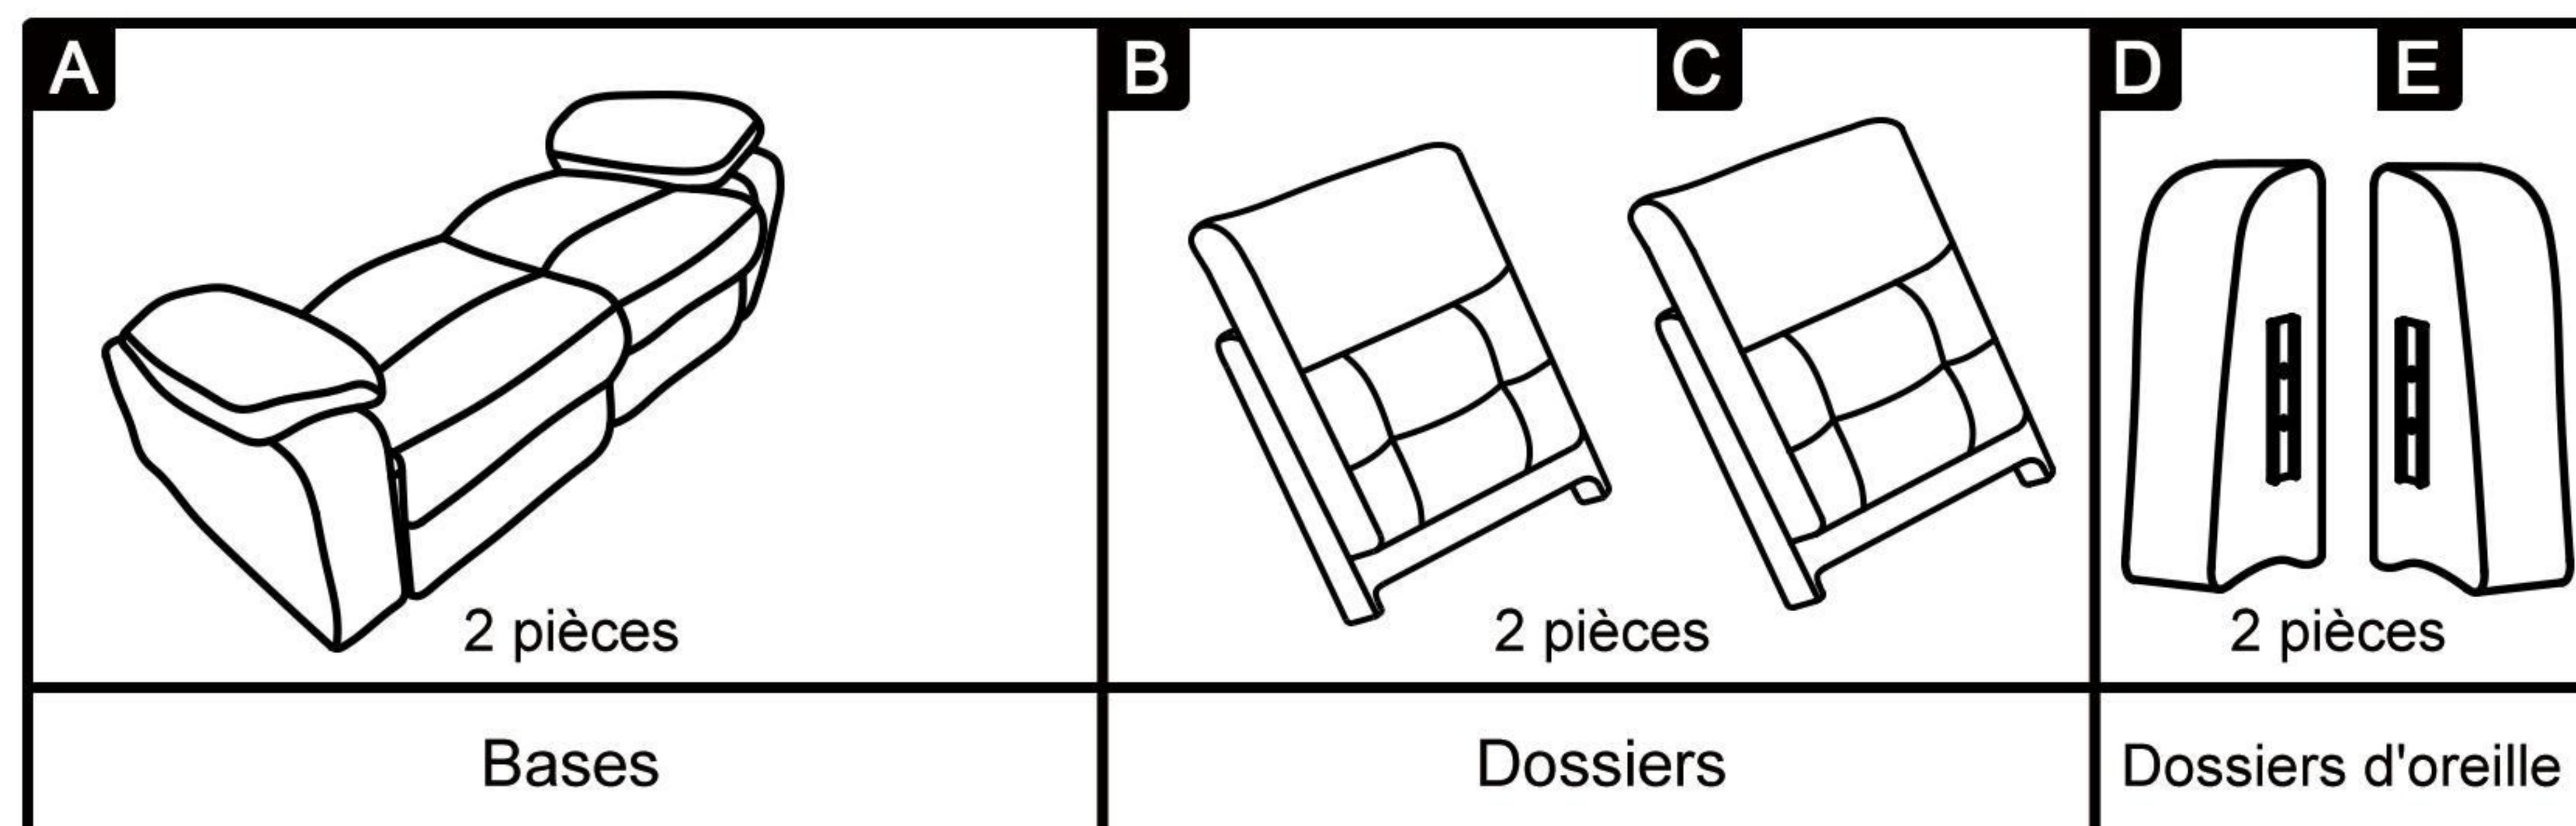 A
B
C
D
E
2 pièces
2 pièces
2 pièces
Bases
Dossiers
Dossiers d'oreille